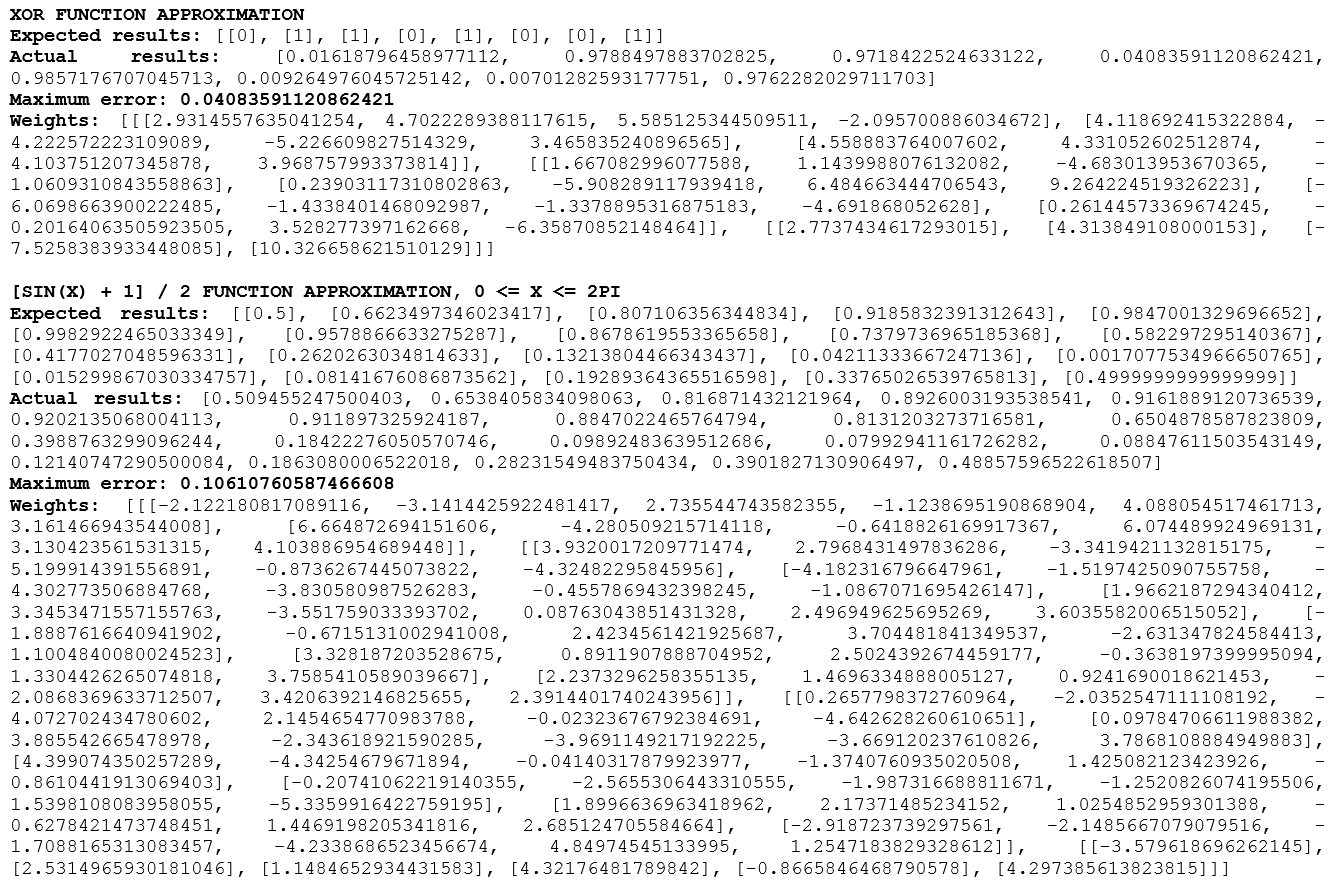 XOR FUNCTION APPROXIMATION
Expected results: [[0], [1], [1], [0], [1], [0], [0], [1]]
Actual results: [0.01618796458977112, 0.9788497883702825, 0.9718422524633122, 0.04083591120862421,
0.9857176707045713, 0.009264976045725142, 0.00701282593177751, 0.9762282029711703]
Maximum error: 0.04083591120862421
Weights: [[[2.9314557635041254, 4.7022289388117615, 5.585125344509511, -2.095700886034672], [4.118692415322884, -
4.222572223109089, -5.226609827514329, 3.465835240896565], [4.558883764007602, 4.331052602512874, -
4.103751207345878, 3.968757993373814]], [[1.667082996077588, 1.1439988076132082, -4.683013953670365, -
1.0609310843558863], [0.23903117310802863, -5.908289117939418, 6.484663444706543, 9.264224519326223], [-
6.0698663900222485, -1.4338401468092987, -1.3378895316875183, -4.691868052628], [0.26144573369674245, -
0.20164063505923505, 3.528277397162668, -6.35870852148464]], [[2.7737434617293015], [4.313849108000153], [-
7.5258383933448085], [10.326658621510129]]]
[SIN(X) + 1] / 2 FUNCTION APPROXIMATION, 0 <= X <= 2PI
Expected results: [[0.5], [0.6623497346023417], [0.807106356344834], [0.9185832391312643], [0.9847001329696652],
[0.9982922465033349], [0.9578866633275287], [0.8678619553365658], [0.7379736965185368], [0.582297295140367],
[0.4177027048596331], [0.2620263034814633], [0.13213804466343437], [0.04211333667247136], [0.0017077534966650765],
[0.015299867030334757], [0.08141676086873562], [0.19289364365516598], [0.33765026539765813], [0.4999999999999999]]
Actual results: [0.509455247500403, 0.6538405834098063, 0.816871432121964, 0.8926003193538541, 0.9161889120736539,
0.9202135068004113, 0.911897325924187, 0.8847022465764794, 0.8131203273716581, 0.6504878587823809,
0.3988763299096244, 0.18422276050570746, 0.09892483639512686, 0.07992941161726282, 0.08847611503543149,
0.12140747290500084, 0.1863080006522018, 0.28231549483750434, 0.3901827130906497, 0.48857596522618507]
Maximum error: 0.10610760587466608
Weights: [[[-2.122180817089116, -3.1414425922481417, 2.735544743582355, -1.1238695190868904, 4.088054517461713,
3.161466943544008], [6.664872694151606, -4.280509215714118, -0.6418826169917367, 6.074489924969131,
3.130423561531315, 4.103886954689448]], [[3.9320017209771474, 2.7968431497836286, -3.3419421132815175, -
5.199914391556891, -0.8736267445073822, -4.32482295845956], [-4.182316796647961, -1.5197425090755758, -
4.302773506884768, -3.830580987526283, -0.4557869432398245, -1.0867071695426147], [1.9662187294340412,
3.3453471557155763, -3.551759033393702, 0.08763043851431328, 2.496949625695269, 3.6035582006515052], [-
1.8887616640941902, -0.6715131002941008, 2.4234561421925687, 3.704481841349537, -2.631347824584413,
1.1004840080024523], [3.328187203528675, 0.8911907888704952, 2.5024392674459177, -0.3638197399995094,
1.3304426265074818, 3.7585410589039667], [2.2373296258355135, 1.4696334888005127, 0.9241690018621453, -
2.0868369633712507, 3.4206392146825655, 2.3914401740243956]], [[0.2657798372760964, -2.0352547111108192, -
4.072702434780602, 2.1454654770983788, -0.02323676792384691, -4.642628260610651], [0.09784706611988382,
3.885542665478978, -2.343618921590285, -3.9691149217192225, -3.669120237610826, 3.7868108884949883],
[4.399074350257289, -4.34254679671894, -0.04140317879923977, -1.3740760935020508, 1.425082123423926, -
0.8610441913069403], [-0.20741062219140355, -2.5655306443310555, -1.987316688811671, -1.2520826074195506,
1.5398108083958055, -5.3359916422759195], [1.8996636963418962, 2.17371485234152, 1.0254852959301388, -
0.6278421473748451, 1.4469198205341816, 2.685124705584664], [-2.918723739297561, -2.1485667079079516, -
1.7088165313083457, -4.2338686523456674, 4.84974545133995, 1.2547183829328612]], [[-3.579618696262145],
[2.5314965930181046], [1.1484652934431583], [4.32176481789842], [-0.8665846468790578], [4.297385613823815]]]